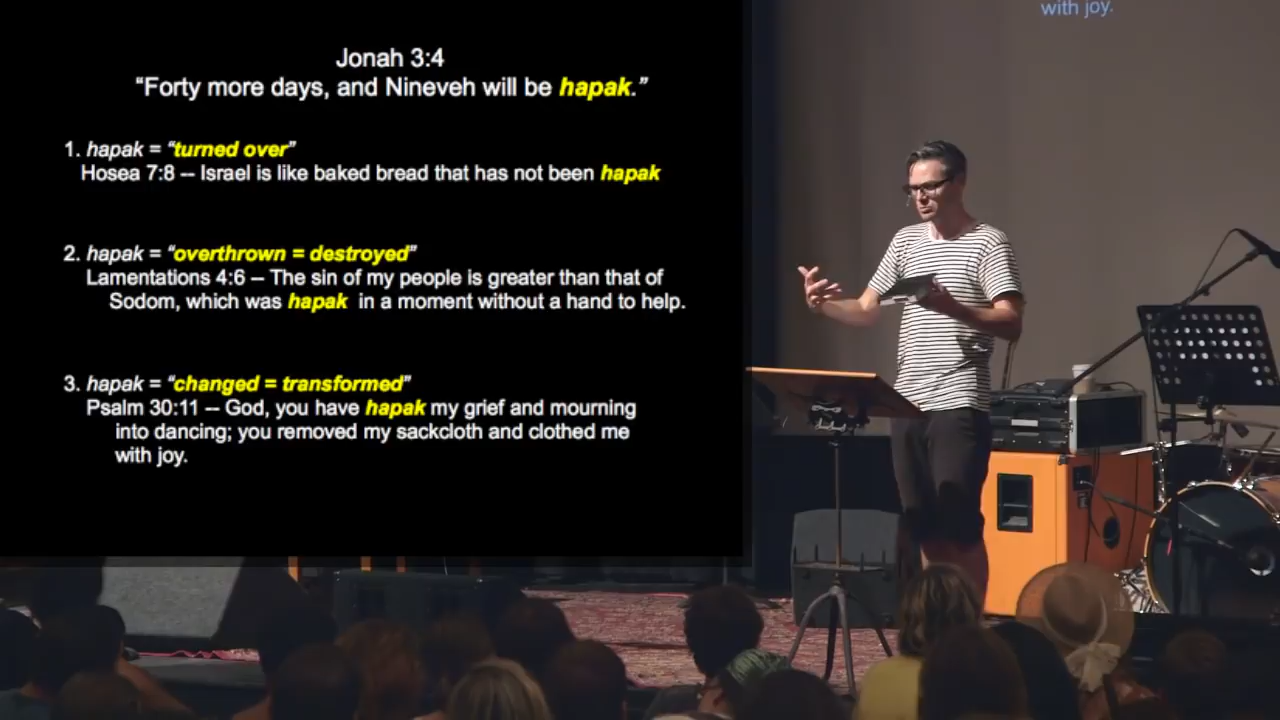 with joy.
Jonah 3:4
“Forty more days, and Nineveh will be hapak.”
1. hapak = “turned over”
Hosea 7:8 -- Israel is like baked bread that has not been hapak
2. hapak = “overthrown = destroyed”
Lamentations 4:6 -- The sin of my people is greater than that of
Sodom, which was hapak in a moment without a hand to help.
3. hapak = “changed = transformed”
Psalm 30:11 -- God, you have hapak my grief and mourning
into dancing; you removed my sackcloth and clothed me
with joy.